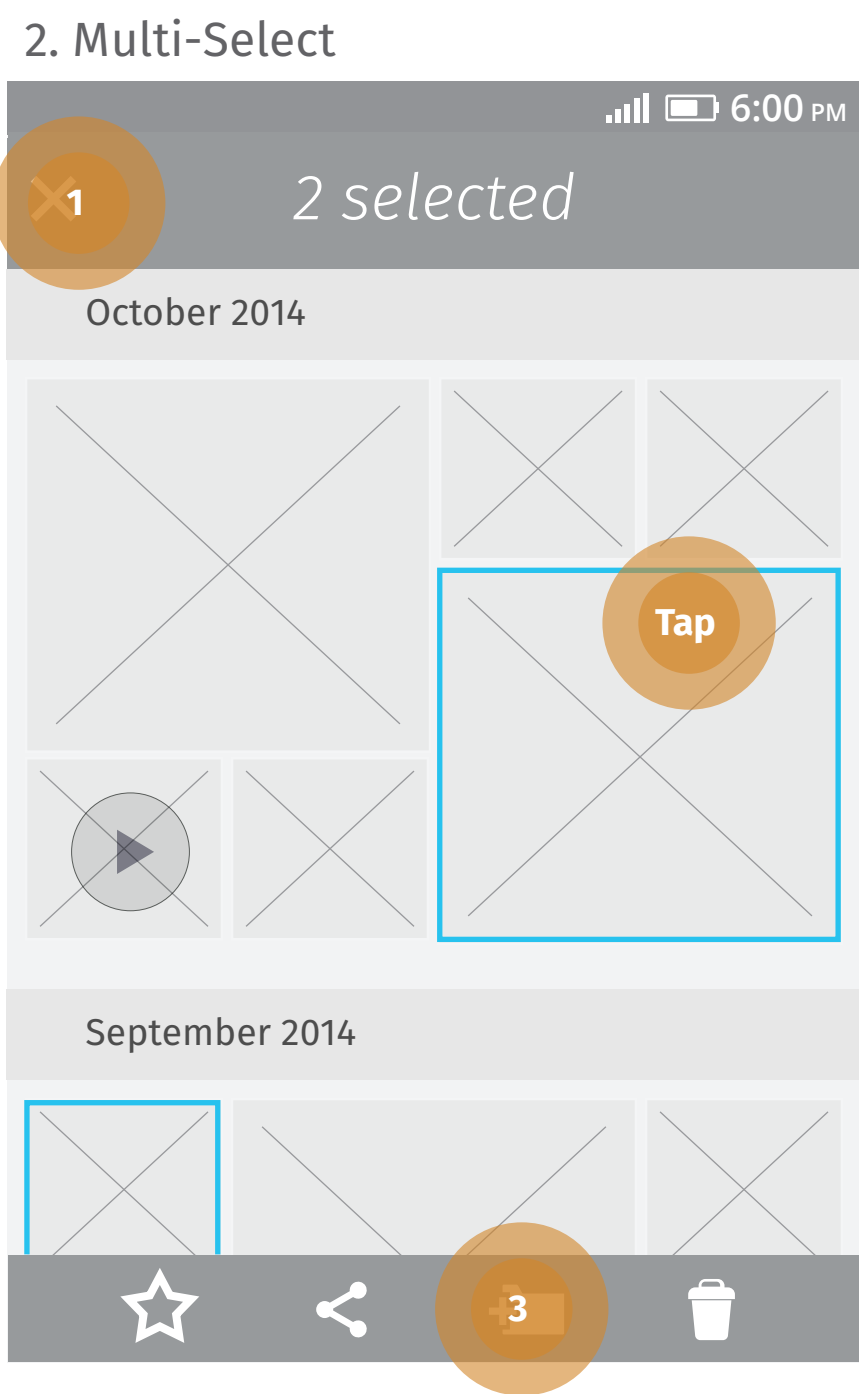 2. Multi-Select
6:00 PM
1
2 selected
October 2014
Tap
September 2014
3